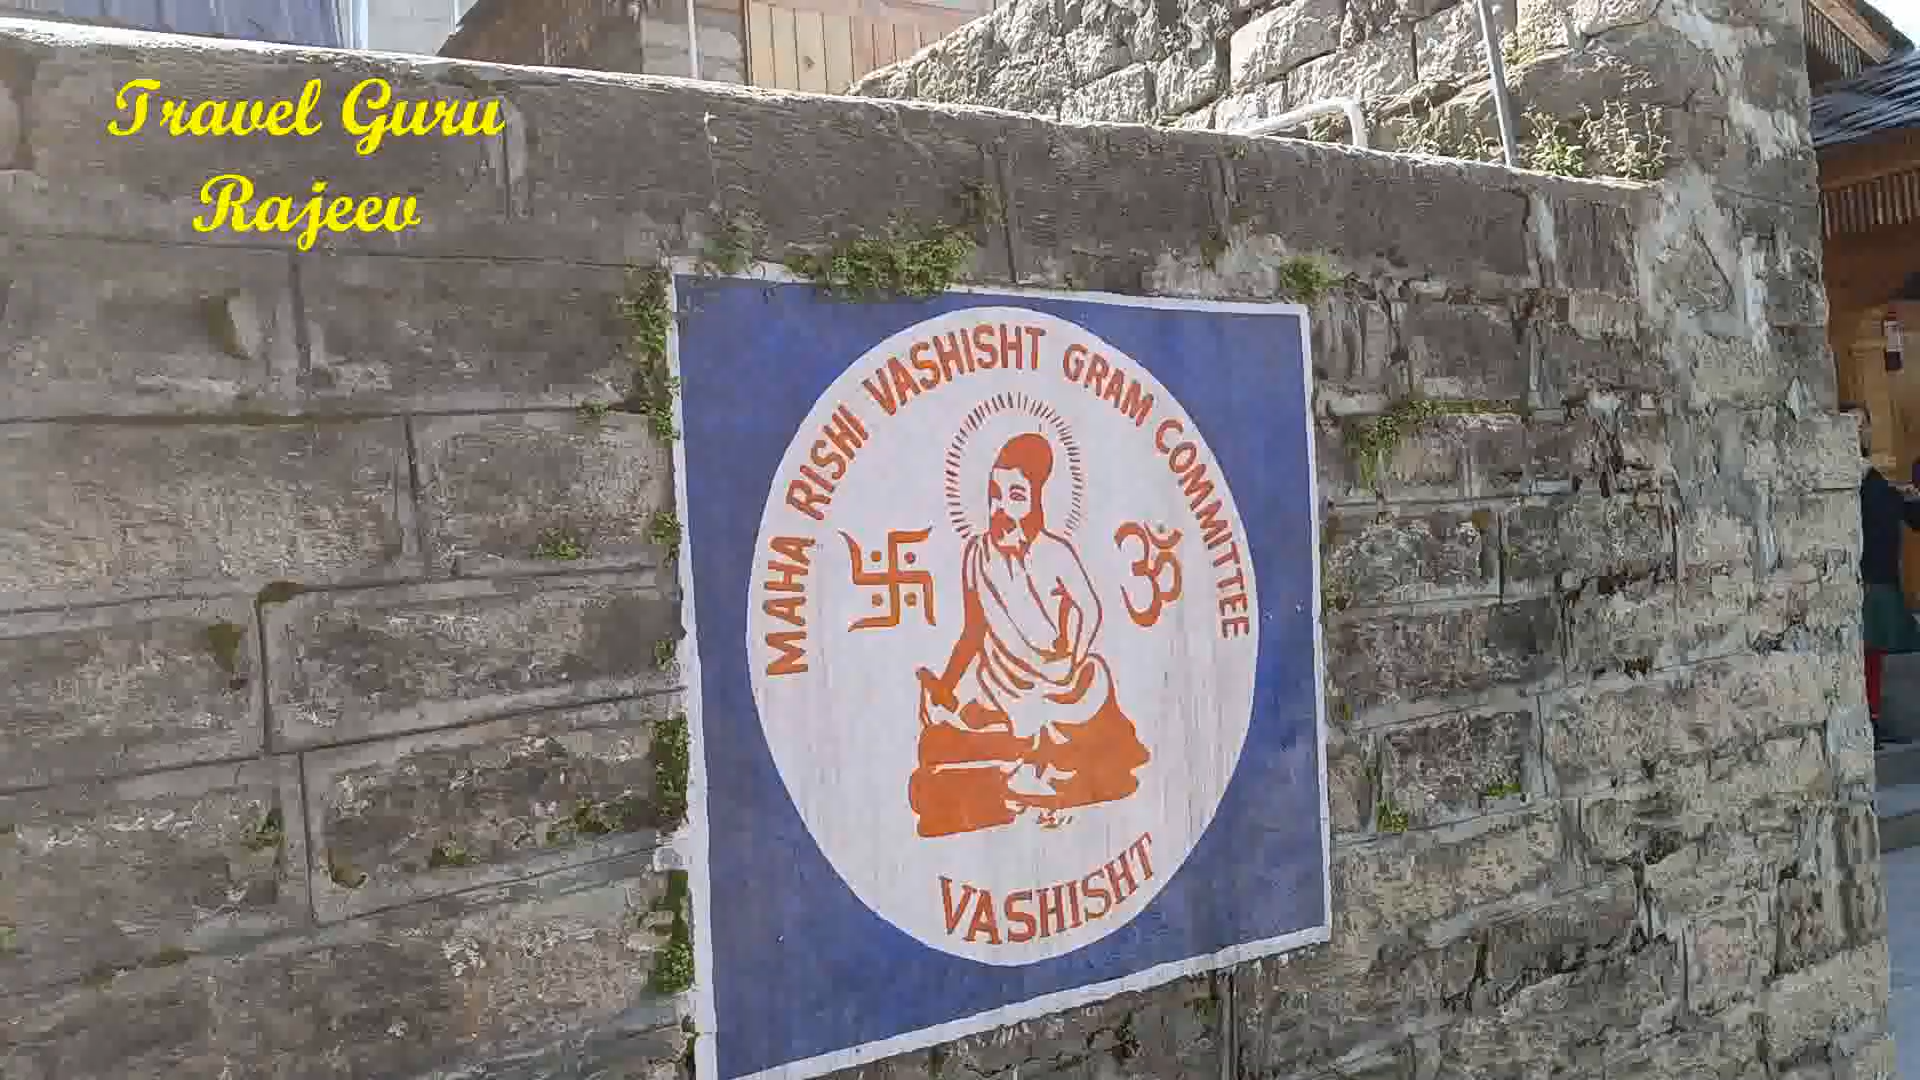 Travel Guru
Rajeev
MAHA RISHI VASHISHT GRAM COMMITTEE
ॐ
VASHISHT